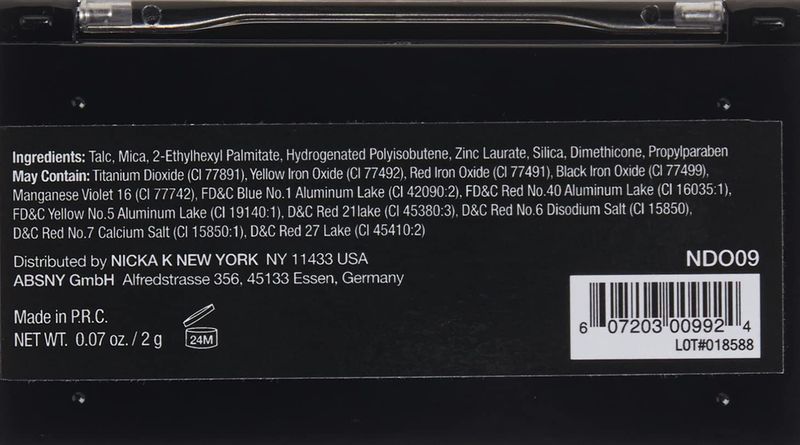 Ingredients: Talc, Mica, 2-Ethylhexyl Palmitate, Hydrogenated Polyisobutene, Zinc Laurate, Silica, Dimethicone, Propylparaben
May Contain: Titanium Dioxide (CI 77891), Yellow Iron Oxide (CI 77492), Red Iron Oxide (CI 77491), Black Iron Oxide (CI 77499),
Manganese Violet 16 (CI 77742), FD&C Blue No.1 Aluminum Lake (CI 42090:2), FD&C Red No.40 Aluminum Lake (CI 16035:1),
FD&C Yellow No.5 Aluminum Lake (CI 19140:1), D&C Red 21lake (CI 45380:3), D&C Red No.6 Disodium Salt (CI 15850),
D&C Red No.7 Calcium Salt (CI 15850:1), D&C Red 27 Lake (CI 45410:2)
Distributed by NICKA K NEW YORK NY 11433 USA
ABSNY GmbH Alfredstrasse 356, 45133 Essen, Germany
NDO09
Made in P.R.C.
NET WT. 0.07 oz. / 2 g
24M
6 07203 00992 4
LOT#018588